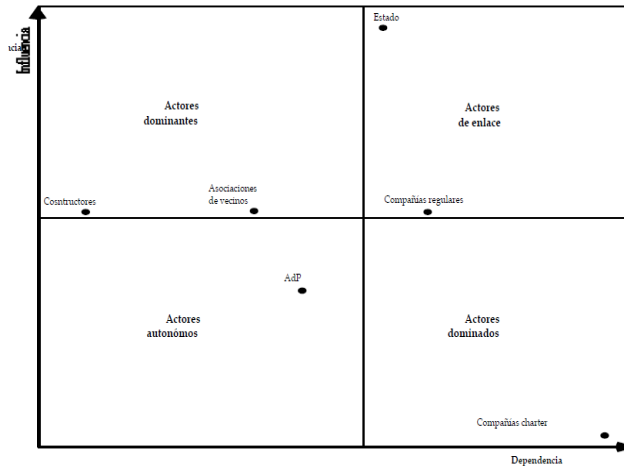 Estado
Influencia
Actores
dominantes
Actores
de enlace
Cosntructores
Asociaciones
de vecinos
Compañías regulares
AdP
Actores
autonómos
Actores
dominados
Compañías charter
Dependencia